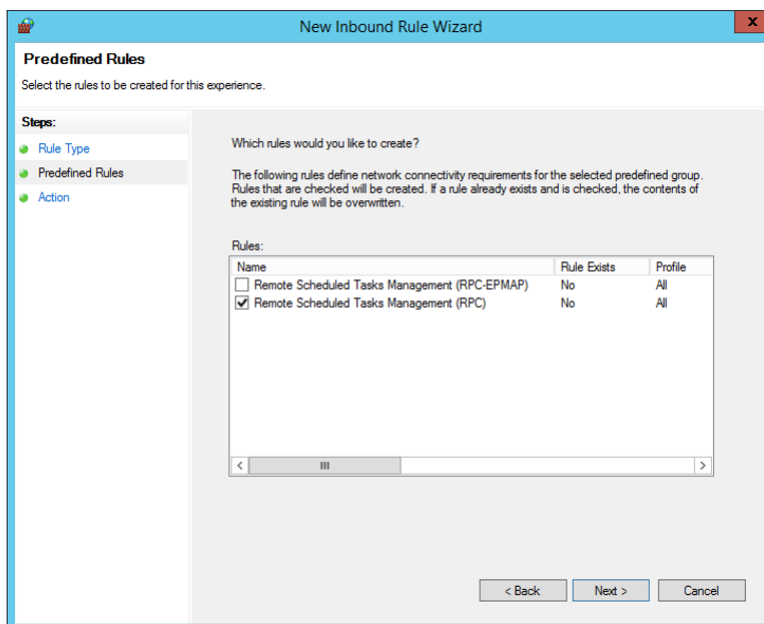 New Inbound Rule Wizard
x
Predefined Rules
Select the rules to be created for this experience.
Steps:
Rule Type
Predefined Rules
Action
Which rules would you like to create?
The following rules define network connectivity requirements for the selected predefined group.
Rules that are checked will be created. If a rule already exists and is checked, the contents of
the existing rule will be overwritten.
Rules:
Name Rule Exists Profile
Remote Scheduled Tasks Management (RPC-EPMAP) No All
Remote Scheduled Tasks Management (RPC) No All
< Back Next > Cancel